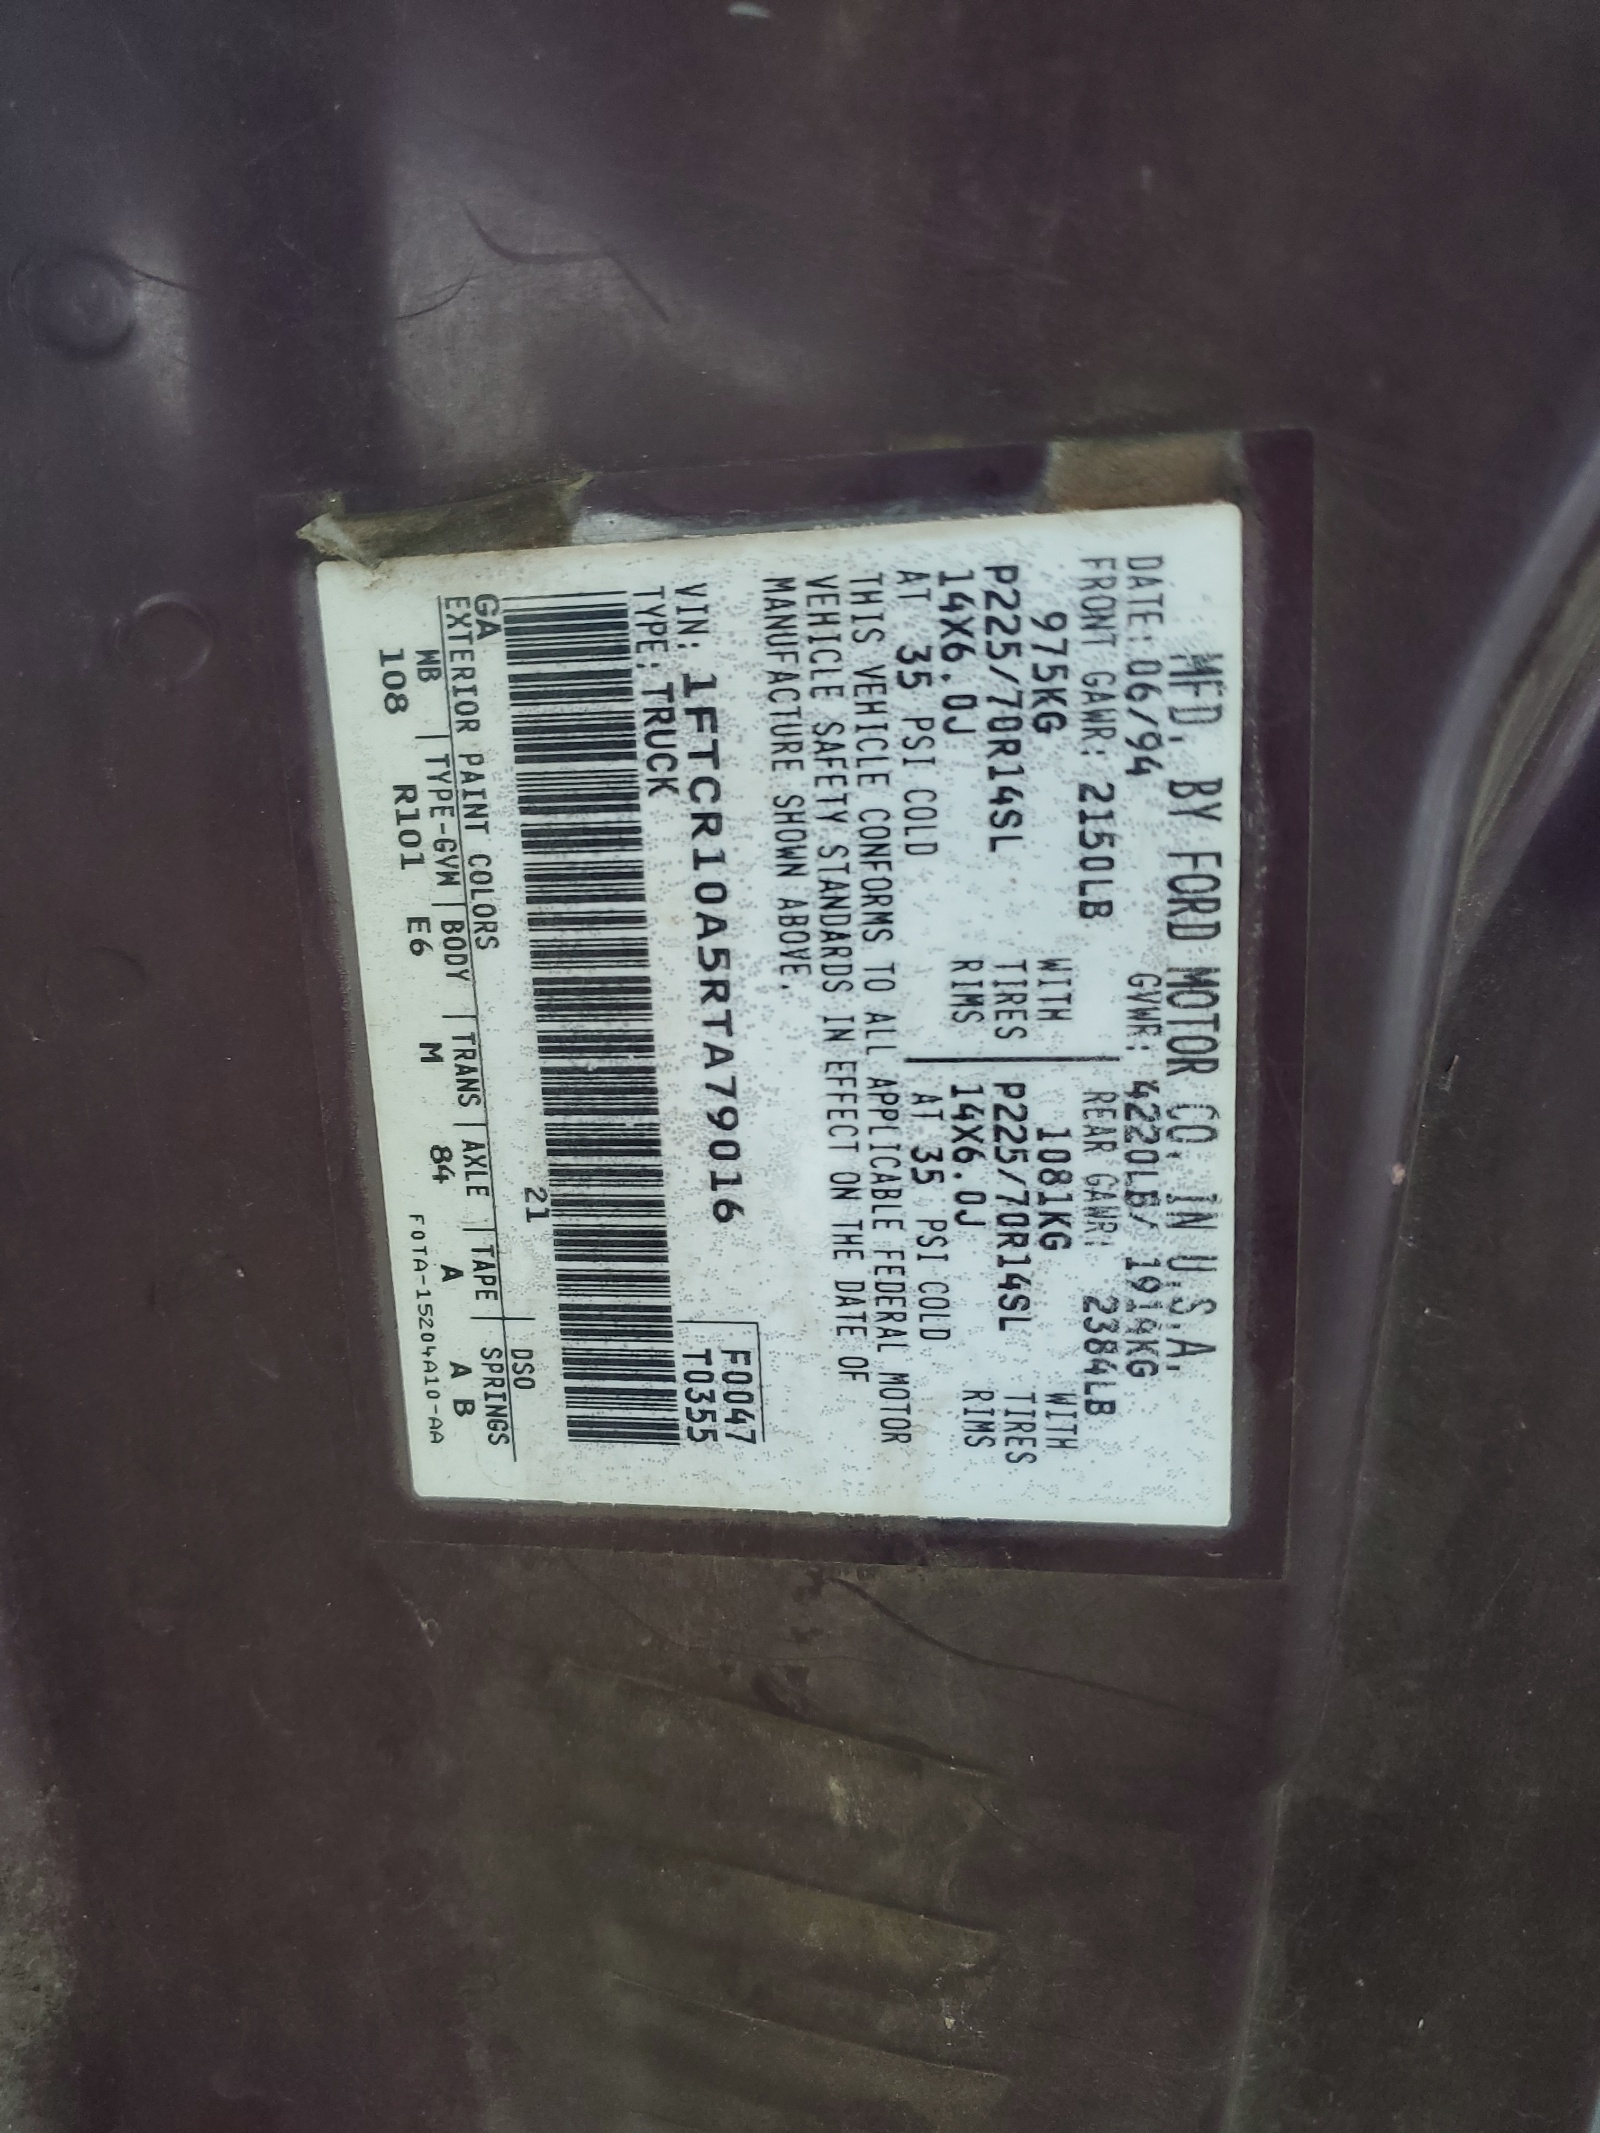 MFD. BY FORD MOTOR CO. IN U.S.A.
DATE: 06/94 GVWR: 4220LB/ 1914KG
FRONT GAWR: 2150LB REAR GAWR: 2384LB
975KG WITH 1081KG WITH
P225/70R14SL TIRES P225/70R14SL TIRES
14X6.0J RIMS 14X6.0J RIMS
AT 35 PSI COLD AT 35 PSI COLD
THIS VEHICLE CONFORMS TO ALL APPLICABLE FEDERAL MOTOR
VEHICLE SAFETY STANDARDS IN EFFECT ON THE DATE OF
MANUFACTURE SHOWN ABOVE.
F0047
VIN: 1FTCR10A5RTA79016 T0355
TYPE: TRUCK
21
GA DSO
EXTERIOR PAINT COLORS
WB TYPE-GVM BODY TRANS AXLE TAPE SPRINGS
108 R101 E6 M 84 A A B
F0TA-15204A10-AA